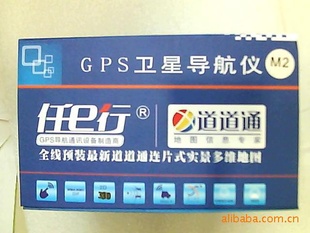 GPS卫星导航仪 M2
任e行® 道道通
GPS导航通讯设备制造商 地图信息专家
全线预装最新道道通连片式实景多维地图
alibaba.com.cn